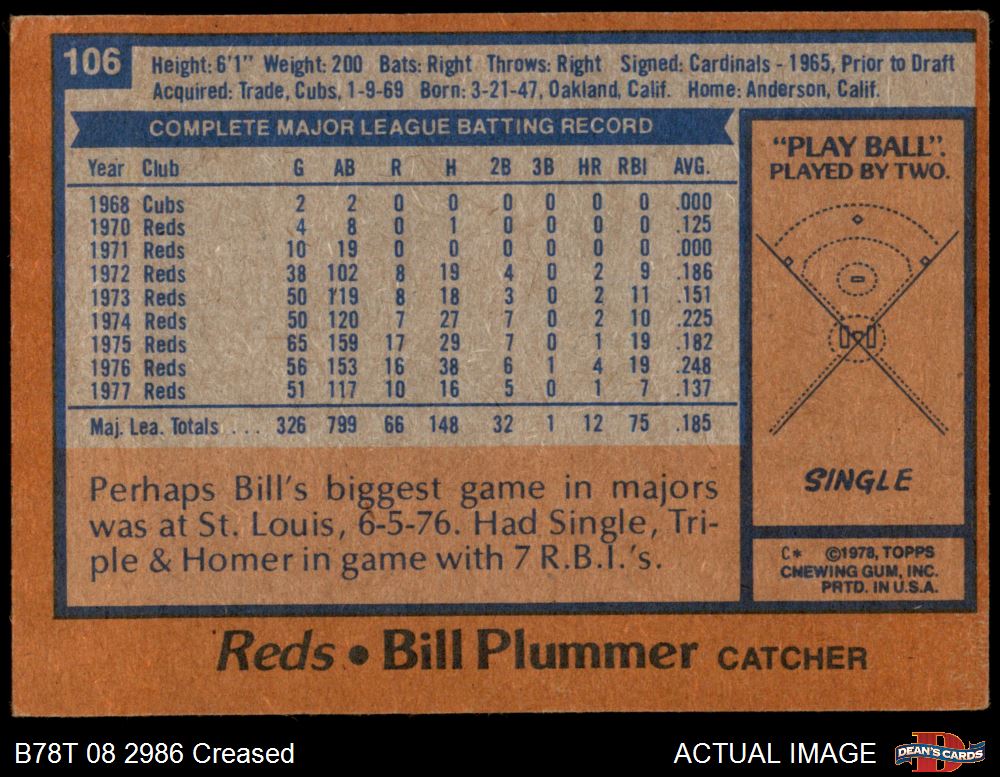 106
Height: 6'1" Weight: 200 Bats: Right Throws: Right Signed: Cardinals - 1965, Prior to Draft
Acquired: Trade, Cubs, 1-9-69 Born: 3-21-47, Oakland, Calif. Home: Anderson, Calif.
COMPLETE MAJOR LEAGUE BATTING RECORD
Year Club G AB R H 2B 3B HR RBI AVG.
1968 Cubs 2 2 0 0 0 0 0 0 .000
1970 Reds 4 8 0 1 0 0 0 0 .125
1971 Reds 10 19 0 0 0 0 0 0 .000
1972 Reds 38 102 8 19 4 0 2 9 .186
1973 Reds 50 119 8 18 3 0 2 11 .151
1974 Reds 50 120 7 27 7 0 2 10 .225
1975 Reds 65 159 17 29 7 0 1 19 .182
1976 Reds 56 153 16 38 6 1 4 19 .248
1977 Reds 51 117 10 16 5 0 1 7 .137
Maj. Lea. Totals . . . 326 799 66 148 32 1 12 75 .185
Perhaps Bill's biggest game in majors
was at St. Louis, 6-5-76. Had Single, Tri-
ple & Homer in game with 7 R.B.I.'s.
"PLAY BALL".
PLAYED BY TWO.
SINGLE
C* ©1978, TOPPS
CHEWING GUM, INC.
PRTD. IN U.S.A.
Reds • Bill Plummer CATCHER
B78T 08 2986 Creased
ACTUAL IMAGE
DEAN'S CARDS